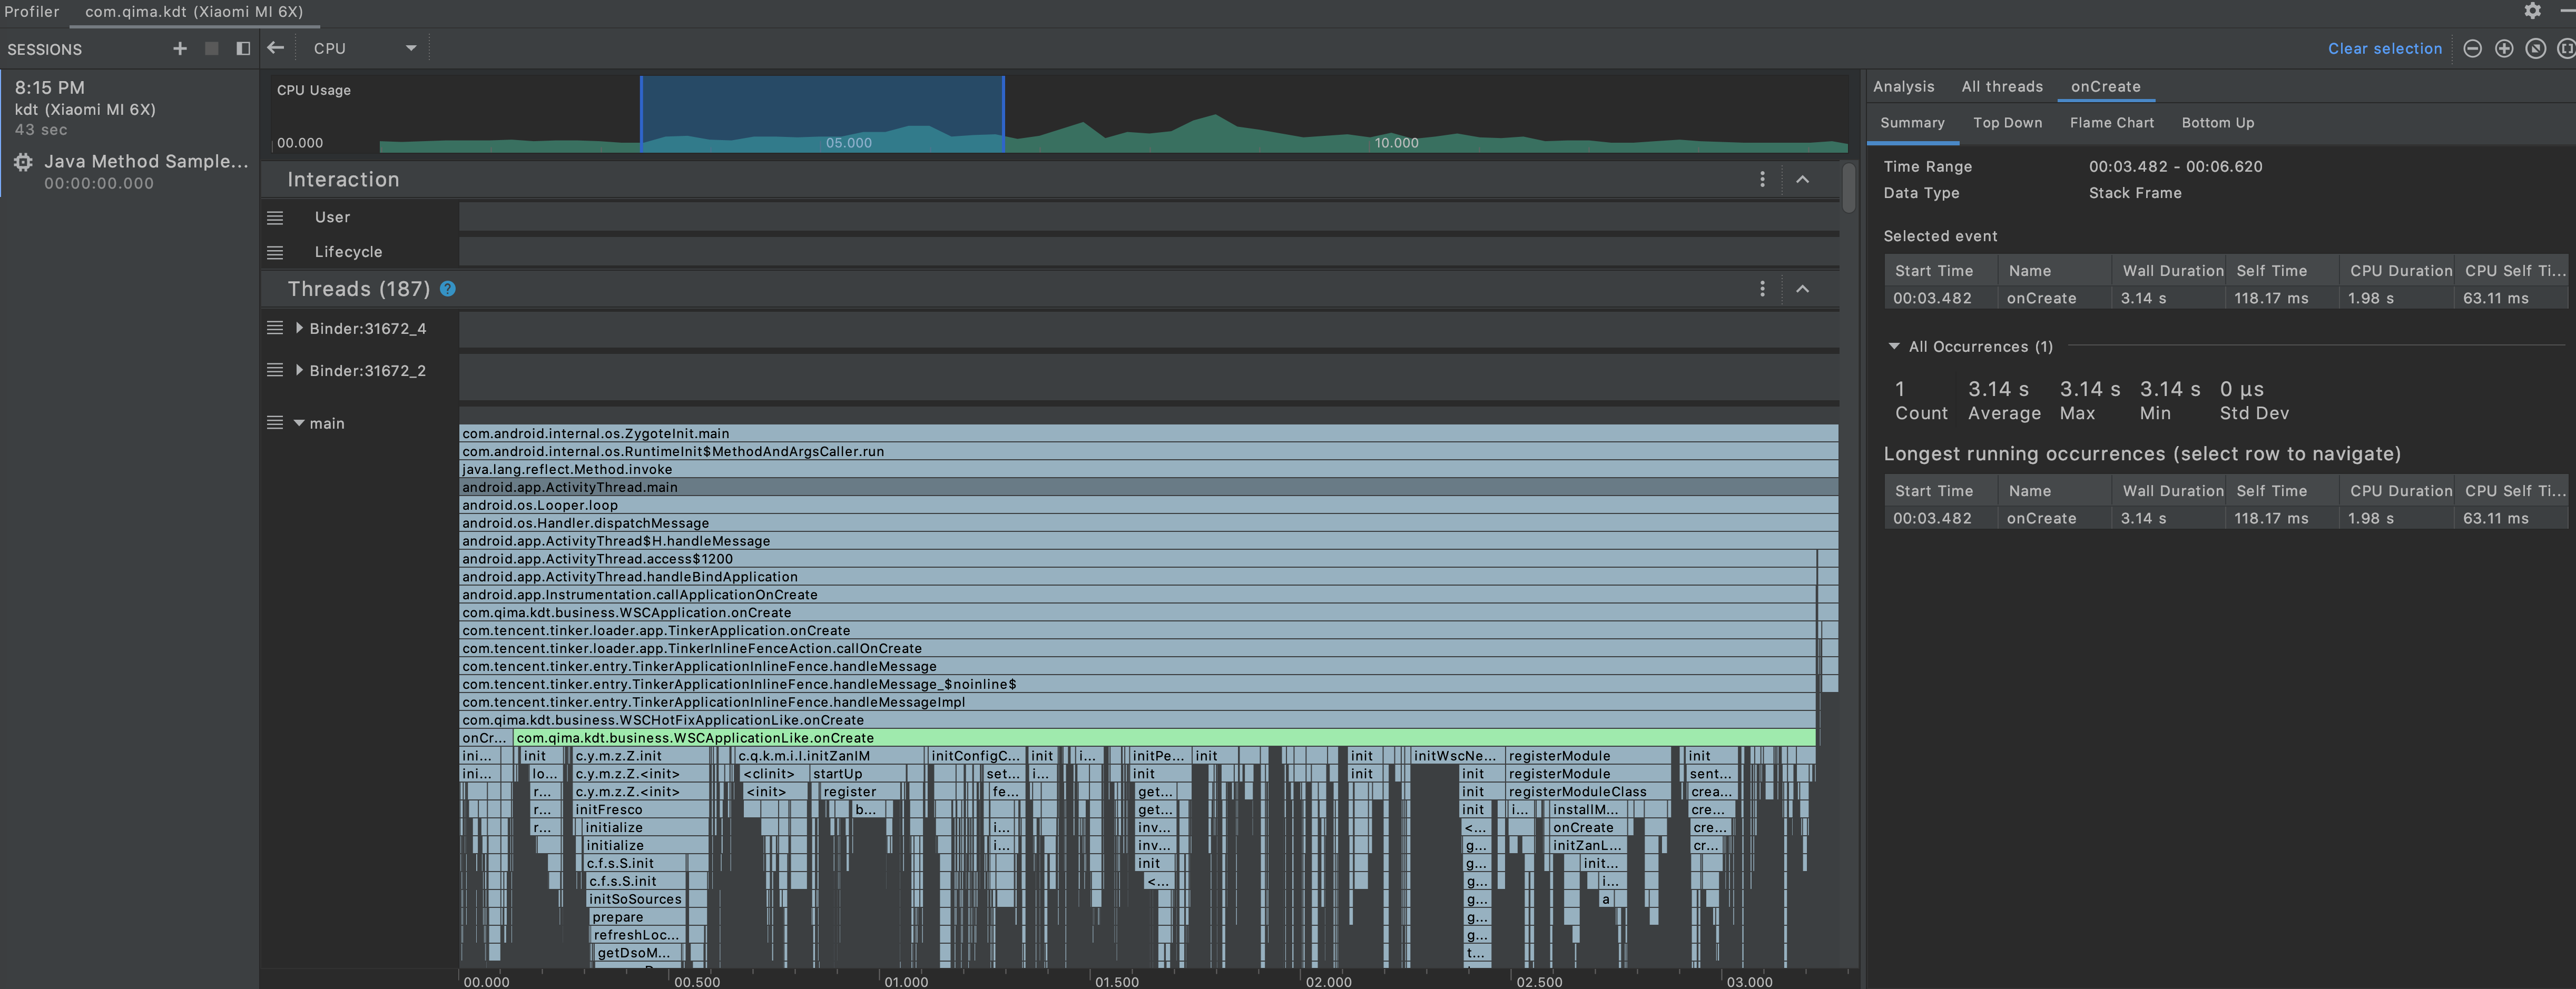 Profiler com.qima.kdt (Xiaomi MI 6X)
SESSIONS CPU Clear selection
8:15 PM
kdt (Xiaomi MI 6X)
43 sec
Java Method Sample...
00:00:00.000
CPU Usage
00.000 05.000 10.000
Interaction
User
Lifecycle
Threads (187) ?
Binder:31672_4
Binder:31672_2
main
com.android.internal.os.ZygoteInit.main
com.android.internal.os.RuntimeInit$MethodAndArgsCaller.run
java.lang.reflect.Method.invoke
android.app.ActivityThread.main
android.os.Looper.loop
android.os.Handler.dispatchMessage
android.app.ActivityThread$H.handleMessage
android.app.ActivityThread.access$1200
android.app.ActivityThread.handleBindApplication
android.app.Instrumentation.callApplicationOnCreate
com.qima.kdt.business.WSCApplication.onCreate
com.tencent.tinker.loader.app.TinkerApplication.onCreate
com.tencent.tinker.loader.app.TinkerInlineFenceAction.callOnCreate
com.tencent.tinker.entry.TinkerApplicationInlineFence.handleMessage
com.tencent.tinker.entry.TinkerApplicationInlineFence.handleMessage_$noinline$
com.tencent.tinker.entry.TinkerApplicationInlineFence.handleMessageImpl
com.qima.kdt.business.WSCHotFixApplicationLike.onCreate
onCr... com.qima.kdt.business.WSCApplicationLike.onCreate
ini... init c.y.m.z.Z.init c.q.k.m.i.I.initZanIM initConfigC... init i... initPe... init init initWscNe... registerModule init
ini... lo... c.y.m.z.Z.<init> <clinit> startUp set... i... init init init registerModule sent...
r... c.y.m.z.Z.<init> <init> register fe... get... init registerModuleClass crea...
r... initFresco b... get... init i... installM... cre...
r... initialize i... inv... <... onCreate cre...
initialize i... inv... g... initZanL... cr...
c.f.s.S.init init g... init...
c.f.s.S.init <... g... i...
initSoSources g... a
prepare g...
refreshLoc... g...
getDsoM... t...
00.000 00.500 01.000 01.500 02.000 02.500 03.000
Analysis All threads onCreate
Summary Top Down Flame Chart Bottom Up
Time Range 00:03.482 - 00:06.620
Data Type Stack Frame
Selected event
Start Time Name Wall Duration Self Time CPU Duration CPU Self Ti...
00:03.482 onCreate 3.14 s 118.17 ms 1.98 s 63.11 ms
All Occurrences (1)
1 3.14 s 3.14 s 3.14 s 0 µs
Count Average Max Min Std Dev
Longest running occurrences (select row to navigate)
Start Time Name Wall Duration Self Time CPU Duration CPU Self Ti...
00:03.482 onCreate 3.14 s 118.17 ms 1.98 s 63.11 ms